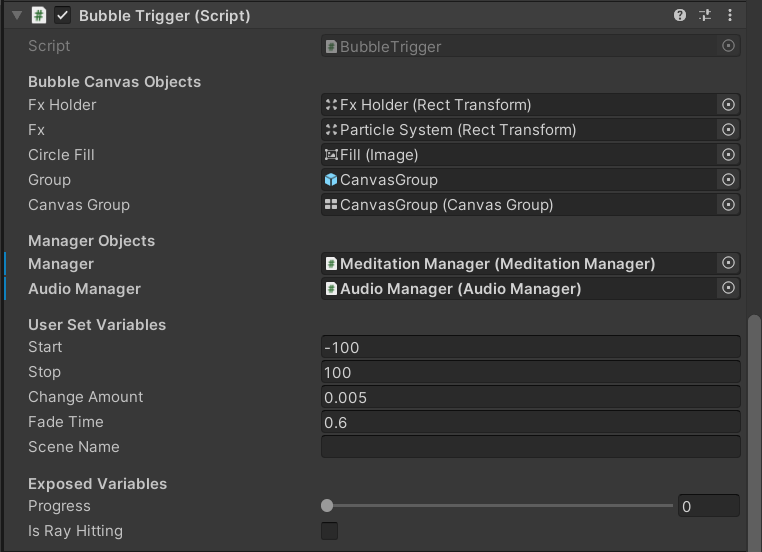 Bubble Trigger (Script)
Script BubbleTrigger
Bubble Canvas Objects
Fx Holder Fx Holder (Rect Transform)
Fx Particle System (Rect Transform)
Circle Fill Fill (Image)
Group CanvasGroup
Canvas Group CanvasGroup (Canvas Group)
Manager Objects
Manager Meditation Manager (Meditation Manager)
Audio Manager Audio Manager (Audio Manager)
User Set Variables
Start -100
Stop 100
Change Amount 0.005
Fade Time 0.6
Scene Name
Exposed Variables
Progress 0
Is Ray Hitting